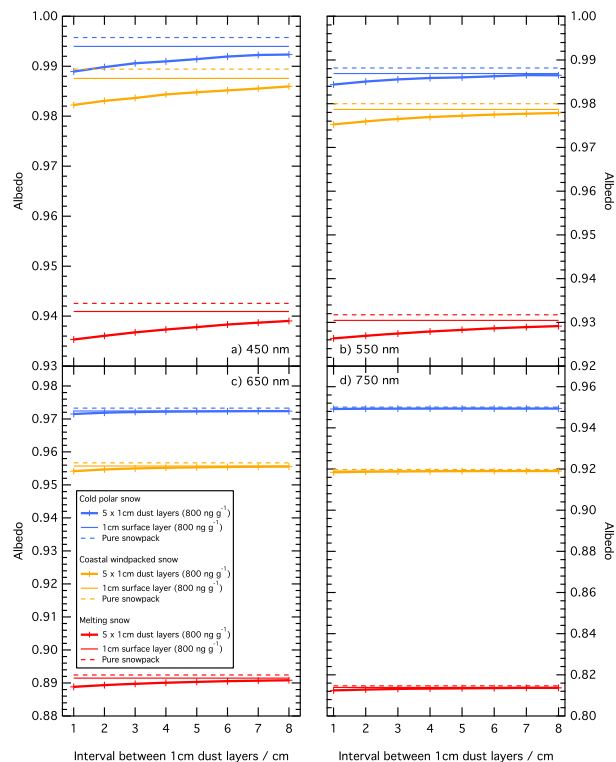 1.00
0.99
0.98
0.97
0.96
0.95
0.94
0.93
Albedo
a) 450 nm
0.99
0.98
0.97
0.96
0.95
0.94
0.93
0.92
Albedo
b) 550 nm
c) 650 nm
0.98
0.97
0.96
0.95
0.94
0.93
0.92
0.91
0.90
0.89
0.88
Albedo
Cold polar snow
5 x 1cm dust layers (800 ng g⁻¹)
1cm surface layer (800 ng g⁻¹)
Pure snowpack
Coastal windpacked snow
5 x 1cm dust layers (800 ng g⁻¹)
1cm surface layer (800 ng g⁻¹)
Pure snowpack
Melting snow
5 x 1cm dust layers (800 ng g⁻¹)
1cm surface layer (800 ng g⁻¹)
Pure snowpack
1 2 3 4 5 6 7 8
Interval between 1cm dust layers / cm
d) 750 nm
0.96
0.94
0.92
0.90
0.88
0.86
0.84
0.82
0.80
Albedo
1 2 3 4 5 6 7 8
Interval between 1cm dust layers / cm